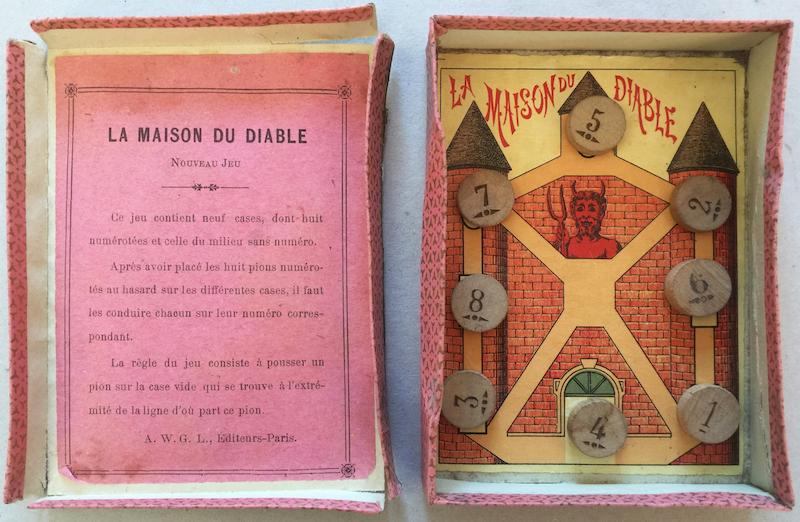 LA MAISON DU DIABLE
NOUVEAU JEU
Ce jeu contient neuf cases, dont huit
numérotées et celle du milieu sans numéro.
Après avoir placé les huit pions numéro-
tés au hasard sur les différentes cases, il faut
les conduire chacun sur leur numéro corres-
pondant.
La règle du jeu consiste à pousser un
pion sur la case vide qui se trouve à l'extré-
mité de la ligne d'où part ce pion.
A. W. G. L., Éditeurs-Paris.
LA MAISON DU DIABLE
5
7
2
8
6
3
4
1